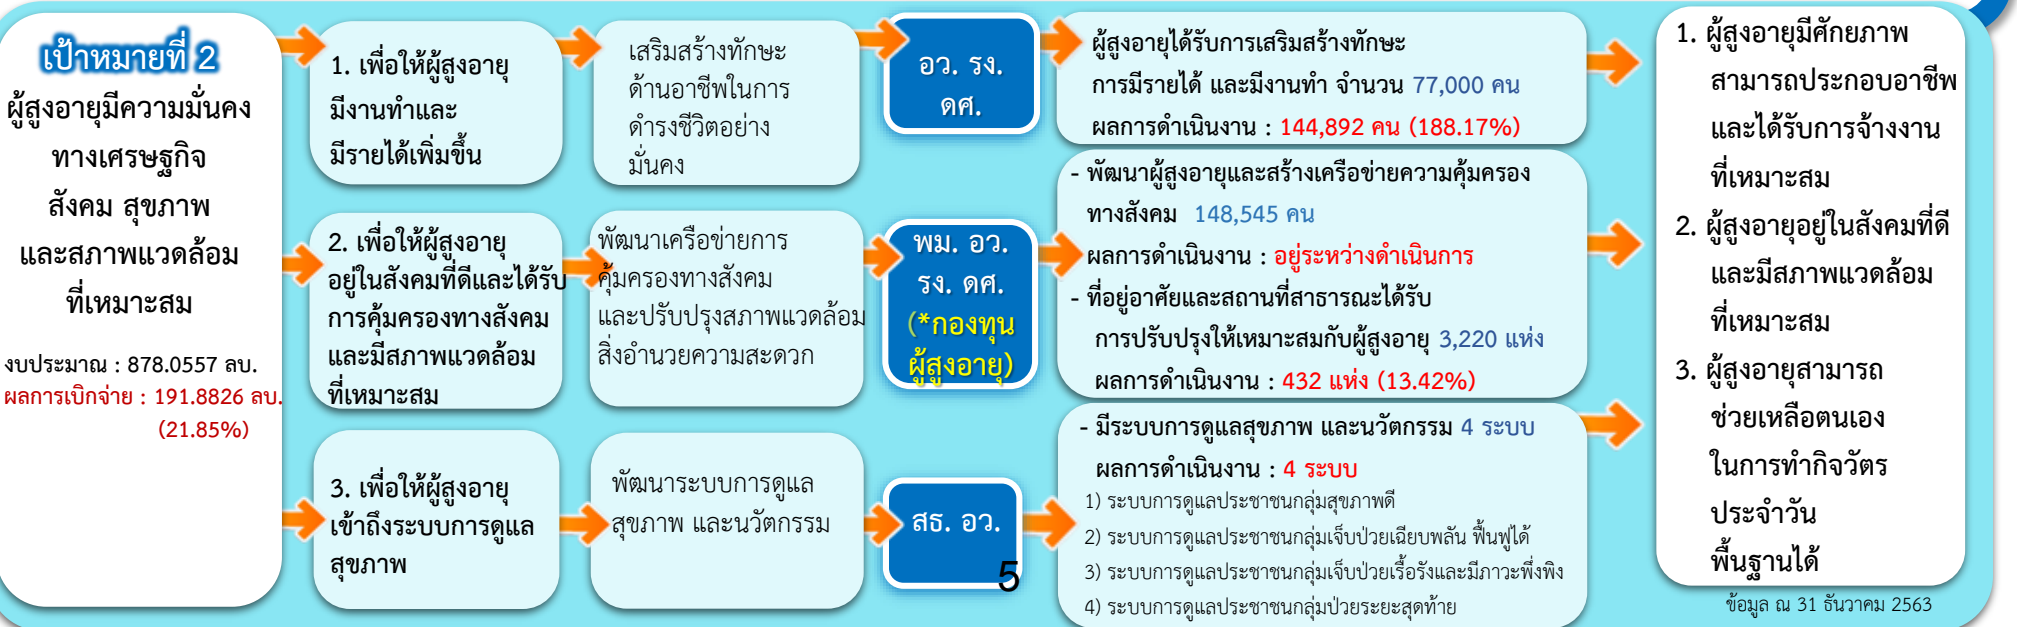 เป้าหมายที่ 2
ผู้สูงอายุมีความมั่นคง
ทางเศรษฐกิจ
สังคม สุขภาพ
และสภาพแวดล้อม
ที่เหมาะสม
งบประมาณ : 878.0557 ลบ.
ผลการเบิกจ่าย : 191.8826 ลบ.
(21.85%)
1. เพื่อให้ผู้สูงอายุ
มีงานทำและ
มีรายได้เพิ่มขึ้น
เสริมสร้างทักษะ
ด้านอาชีพในการ
ดำรงชีวิตอย่าง
มั่นคง
อว. รง.
ดศ.
ผู้สูงอายุได้รับการเสริมสร้างทักษะ
การมีรายได้ และมีงานทำ จำนวน 77,000 คน
ผลการดำเนินงาน : 144,892 คน (188.17%)
2. เพื่อให้ผู้สูงอายุ
อยู่ในสังคมที่ดีและได้รับ
การคุ้มครองทางสังคม
และมีสภาพแวดล้อม
ที่เหมาะสม
พัฒนาเครือข่ายการ
คุ้มครองทางสังคม
และปรับปรุงสภาพแวดล้อม
สิ่งอำนวยความสะดวก
พม. อว.
รง. ดศ.
(*กองทุน
ผู้สูงอายุ)
- พัฒนาผู้สูงอายุและสร้างเครือข่ายความคุ้มครอง
ทางสังคม 148,545 คน
ผลการดำเนินงาน : อยู่ระหว่างดำเนินการ
- ที่อยู่อาศัยและสถานที่สาธารณะได้รับ
การปรับปรุงให้เหมาะสมกับผู้สูงอายุ 3,220 แห่ง
ผลการดำเนินงาน : 432 แห่ง (13.42%)
3. เพื่อให้ผู้สูงอายุ
เข้าถึงระบบการดูแล
สุขภาพ
พัฒนาระบบการดูแล
สุขภาพ และนวัตกรรม
สธ. อว.
5
- มีระบบการดูแลสุขภาพ และนวัตกรรม 4 ระบบ
ผลการดำเนินงาน : 4 ระบบ
1) ระบบการดูแลประชาชนกลุ่มสุขภาพดี
2) ระบบการดูแลประชาชนกลุ่มเจ็บป่วยเฉียบพลัน ฟื้นฟูได้
3) ระบบการดูแลประชาชนกลุ่มเจ็บป่วยเรื้อรังและมีภาวะพึ่งพิง
4) ระบบการดูแลประชาชนกลุ่มป่วยระยะสุดท้าย
1. ผู้สูงอายุมีศักยภาพ
สามารถประกอบอาชีพ
และได้รับการจ้างงาน
ที่เหมาะสม
2. ผู้สูงอายุอยู่ในสังคมที่ดี
และมีสภาพแวดล้อม
ที่เหมาะสม
3. ผู้สูงอายุสามารถ
ช่วยเหลือตนเอง
ในการทำกิจวัตร
ประจำวัน
พื้นฐานได้
ข้อมูล ณ 31 ธันวาคม 2563